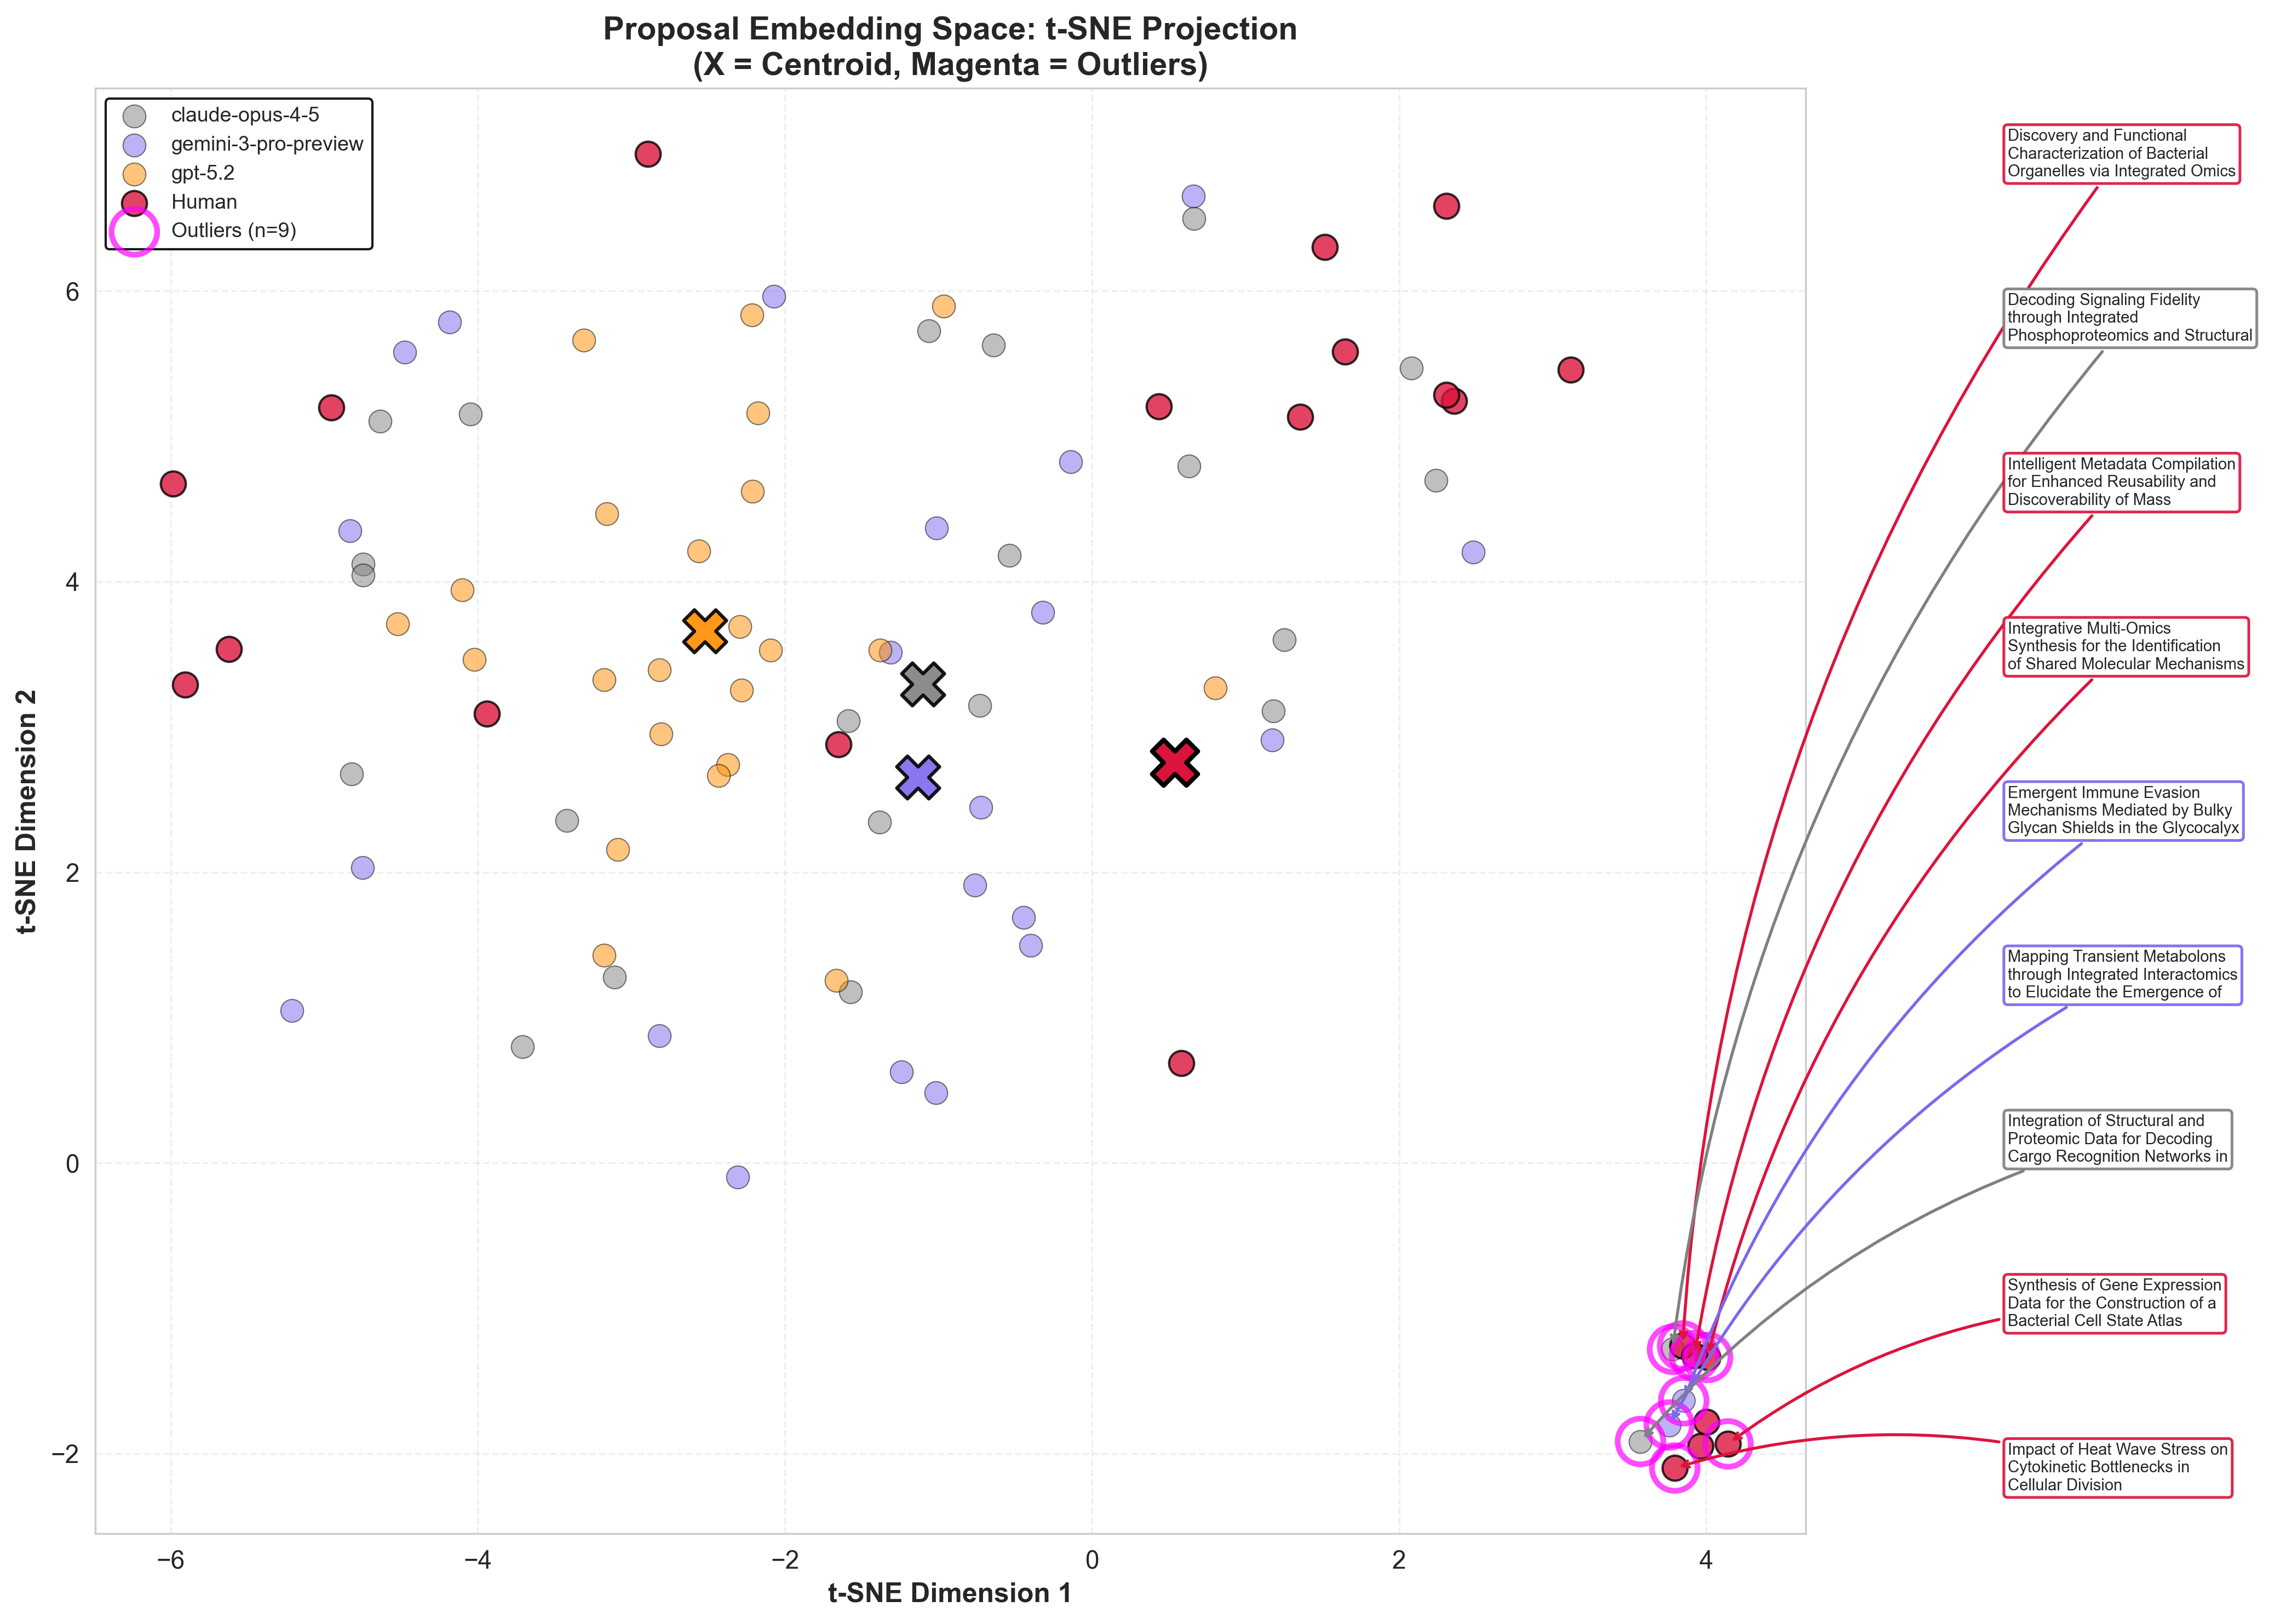 Proposal Embedding Space: t-SNE Projection
(X = Centroid, Magenta = Outliers)
claude-opus-4-5
gemini-3-pro-preview
gpt-5.2
Human
Outliers (n=9)
Discovery and Functional
Characterization of Bacterial
Organelles via Integrated Omics
Decoding Signaling Fidelity
through Integrated
Phosphoproteomics and Structural
Intelligent Metadata Compilation
for Enhanced Reusability and
Discoverability of Mass
Integrative Multi-Omics
Synthesis for the Identification
of Shared Molecular Mechanisms
Emergent Immune Evasion
Mechanisms Mediated by Bulky
Glycan Shields in the Glycocalyx
Mapping Transient Metabolons
through Integrated Interactomics
to Elucidate the Emergence of
Integration of Structural and
Proteomic Data for Decoding
Cargo Recognition Networks in
Synthesis of Gene Expression
Data for the Construction of a
Bacterial Cell State Atlas
Impact of Heat Wave Stress on
Cytokinetic Bottlenecks in
Cellular Division
t-SNE Dimension 2
6
4
2
0
−2
−6
−4
−2
0
2
4
t-SNE Dimension 1